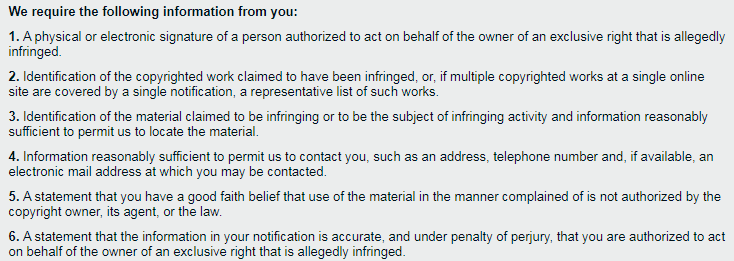 We require the following information from you:
1. A physical or electronic signature of a person authorized to act on behalf of the owner of an exclusive right that is allegedly
infringed.
2. Identification of the copyrighted work claimed to have been infringed, or, if multiple copyrighted works at a single online
site are covered by a single notification, a representative list of such works.
3. Identification of the material claimed to be infringing or to be the subject of infringing activity and information reasonably
sufficient to permit us to locate the material.
4. Information reasonably sufficient to permit us to contact you, such as an address, telephone number and, if available, an
electronic mail address at which you may be contacted.
5. A statement that you have a good faith belief that use of the material in the manner complained of is not authorized by the
copyright owner, its agent, or the law.
6. A statement that the information in your notification is accurate, and under penalty of perjury, that you are authorized to act
on behalf of the owner of an exclusive right that is allegedly infringed.